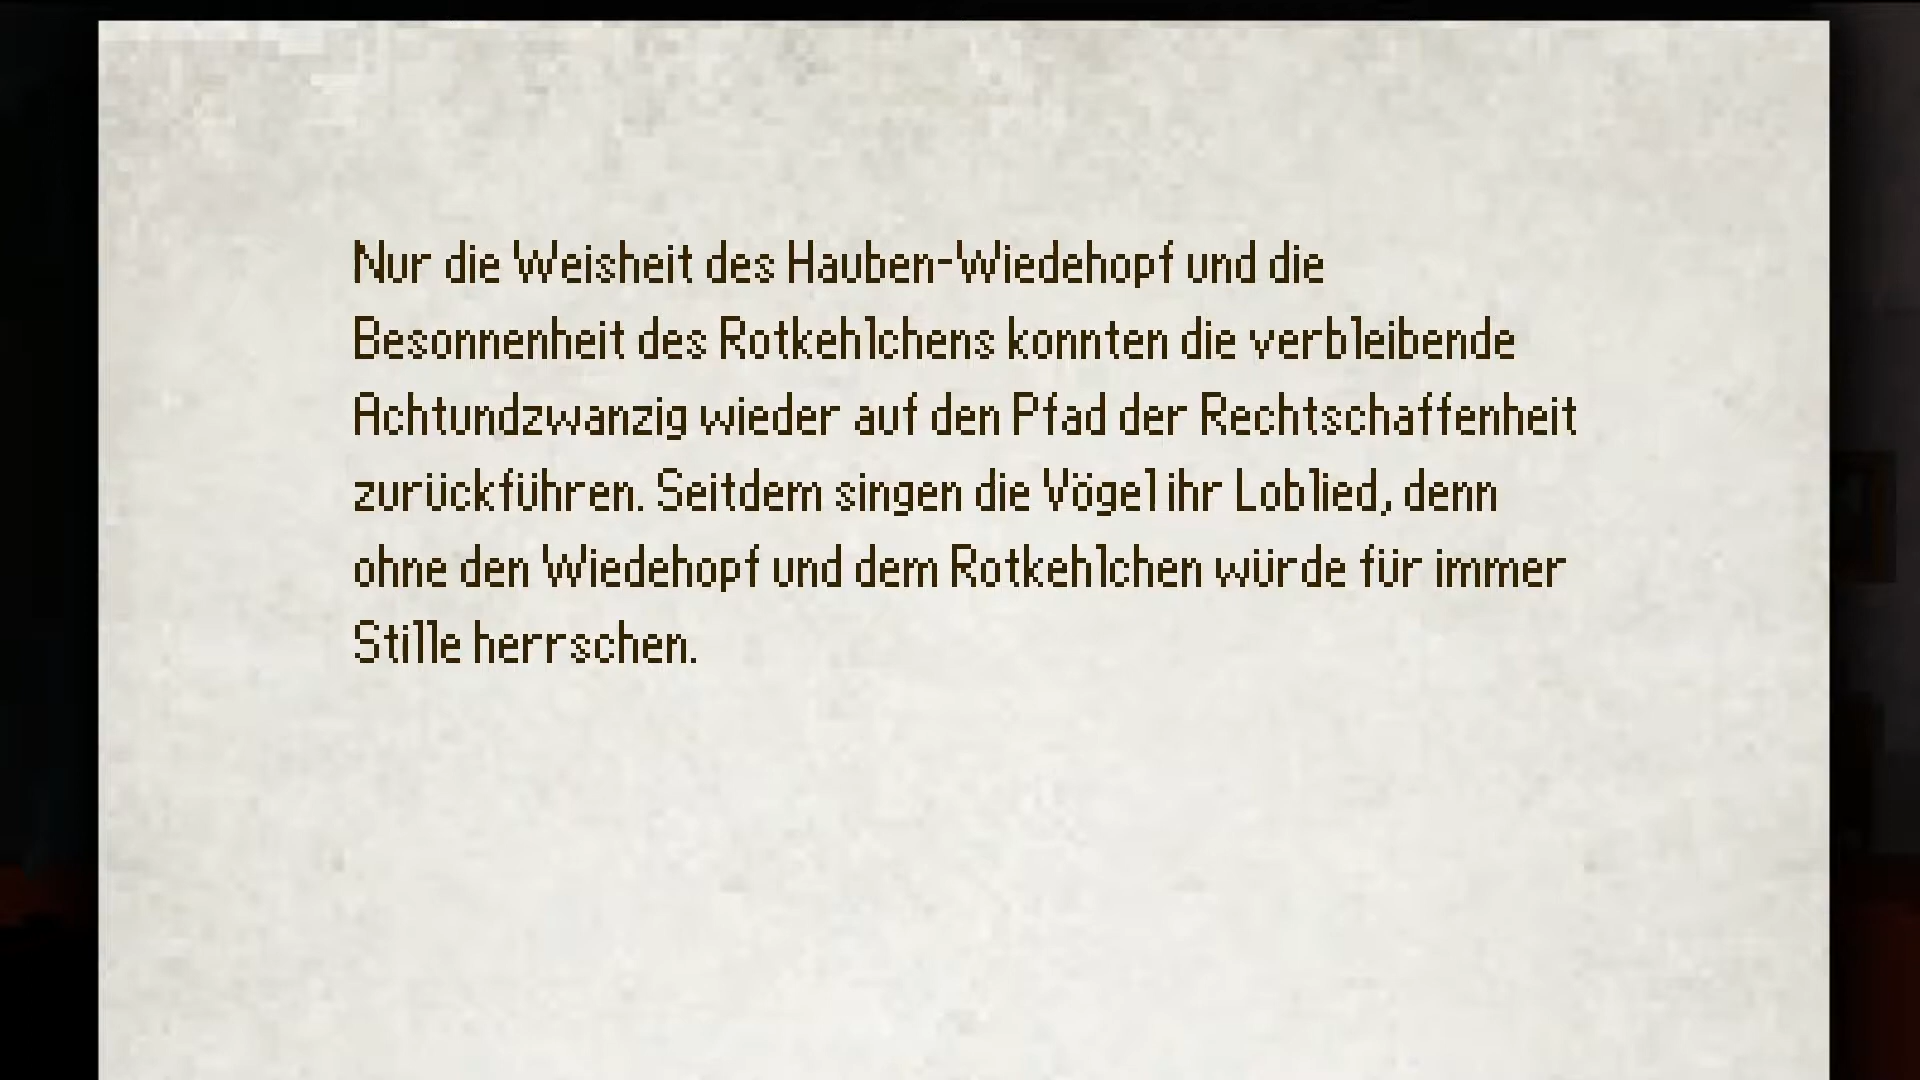 Nur die Weisheit des Hauben-Wiedehopf und die
Besonnenheit des Rotkehlchens konnten die verbleibende
Achtundzwanzig wieder auf den Pfad der Rechtschaffenheit
zurückführen. Seitdem singen die Vögel ihr Loblied, denn
ohne den Wiedehopf und dem Rotkehlchen würde für immer
Stille herrschen.